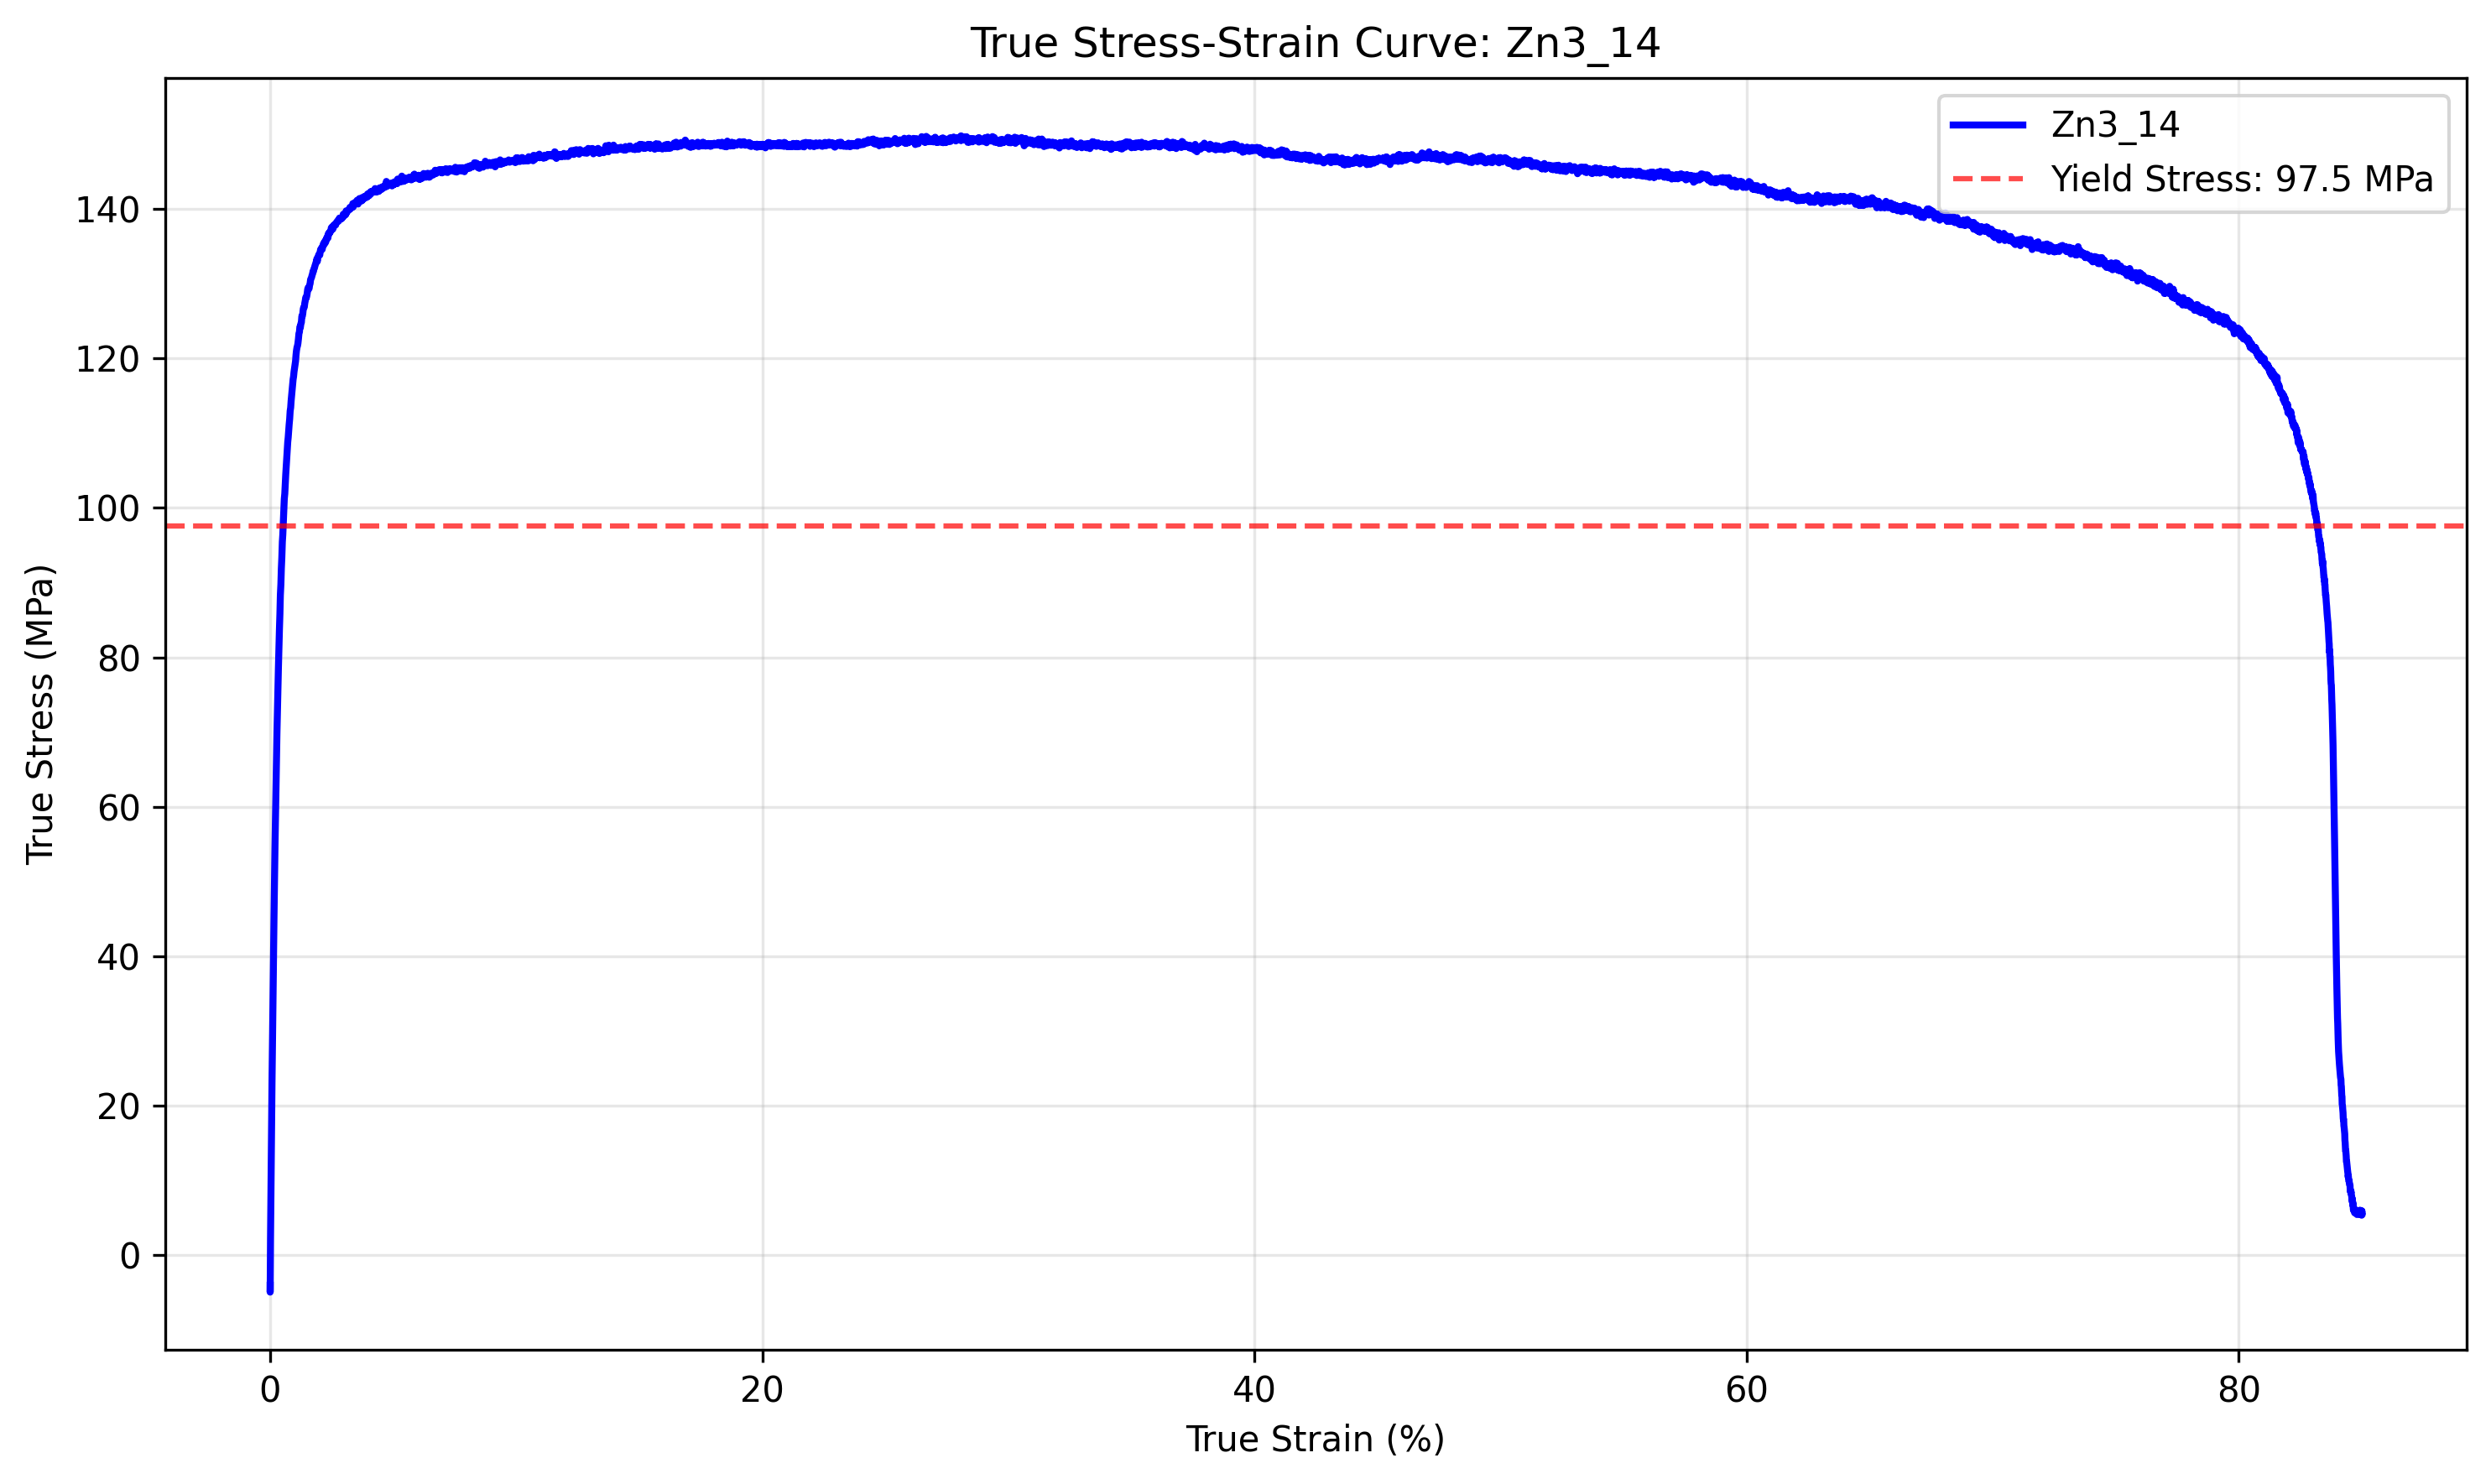 True Stress-Strain Curve: Zn3_14
Zn3_14
Yield Stress: 97.5 MPa
True Stress (MPa)
140
120
100
80
60
40
20
0
0 20 40 60 80
True Strain (%)